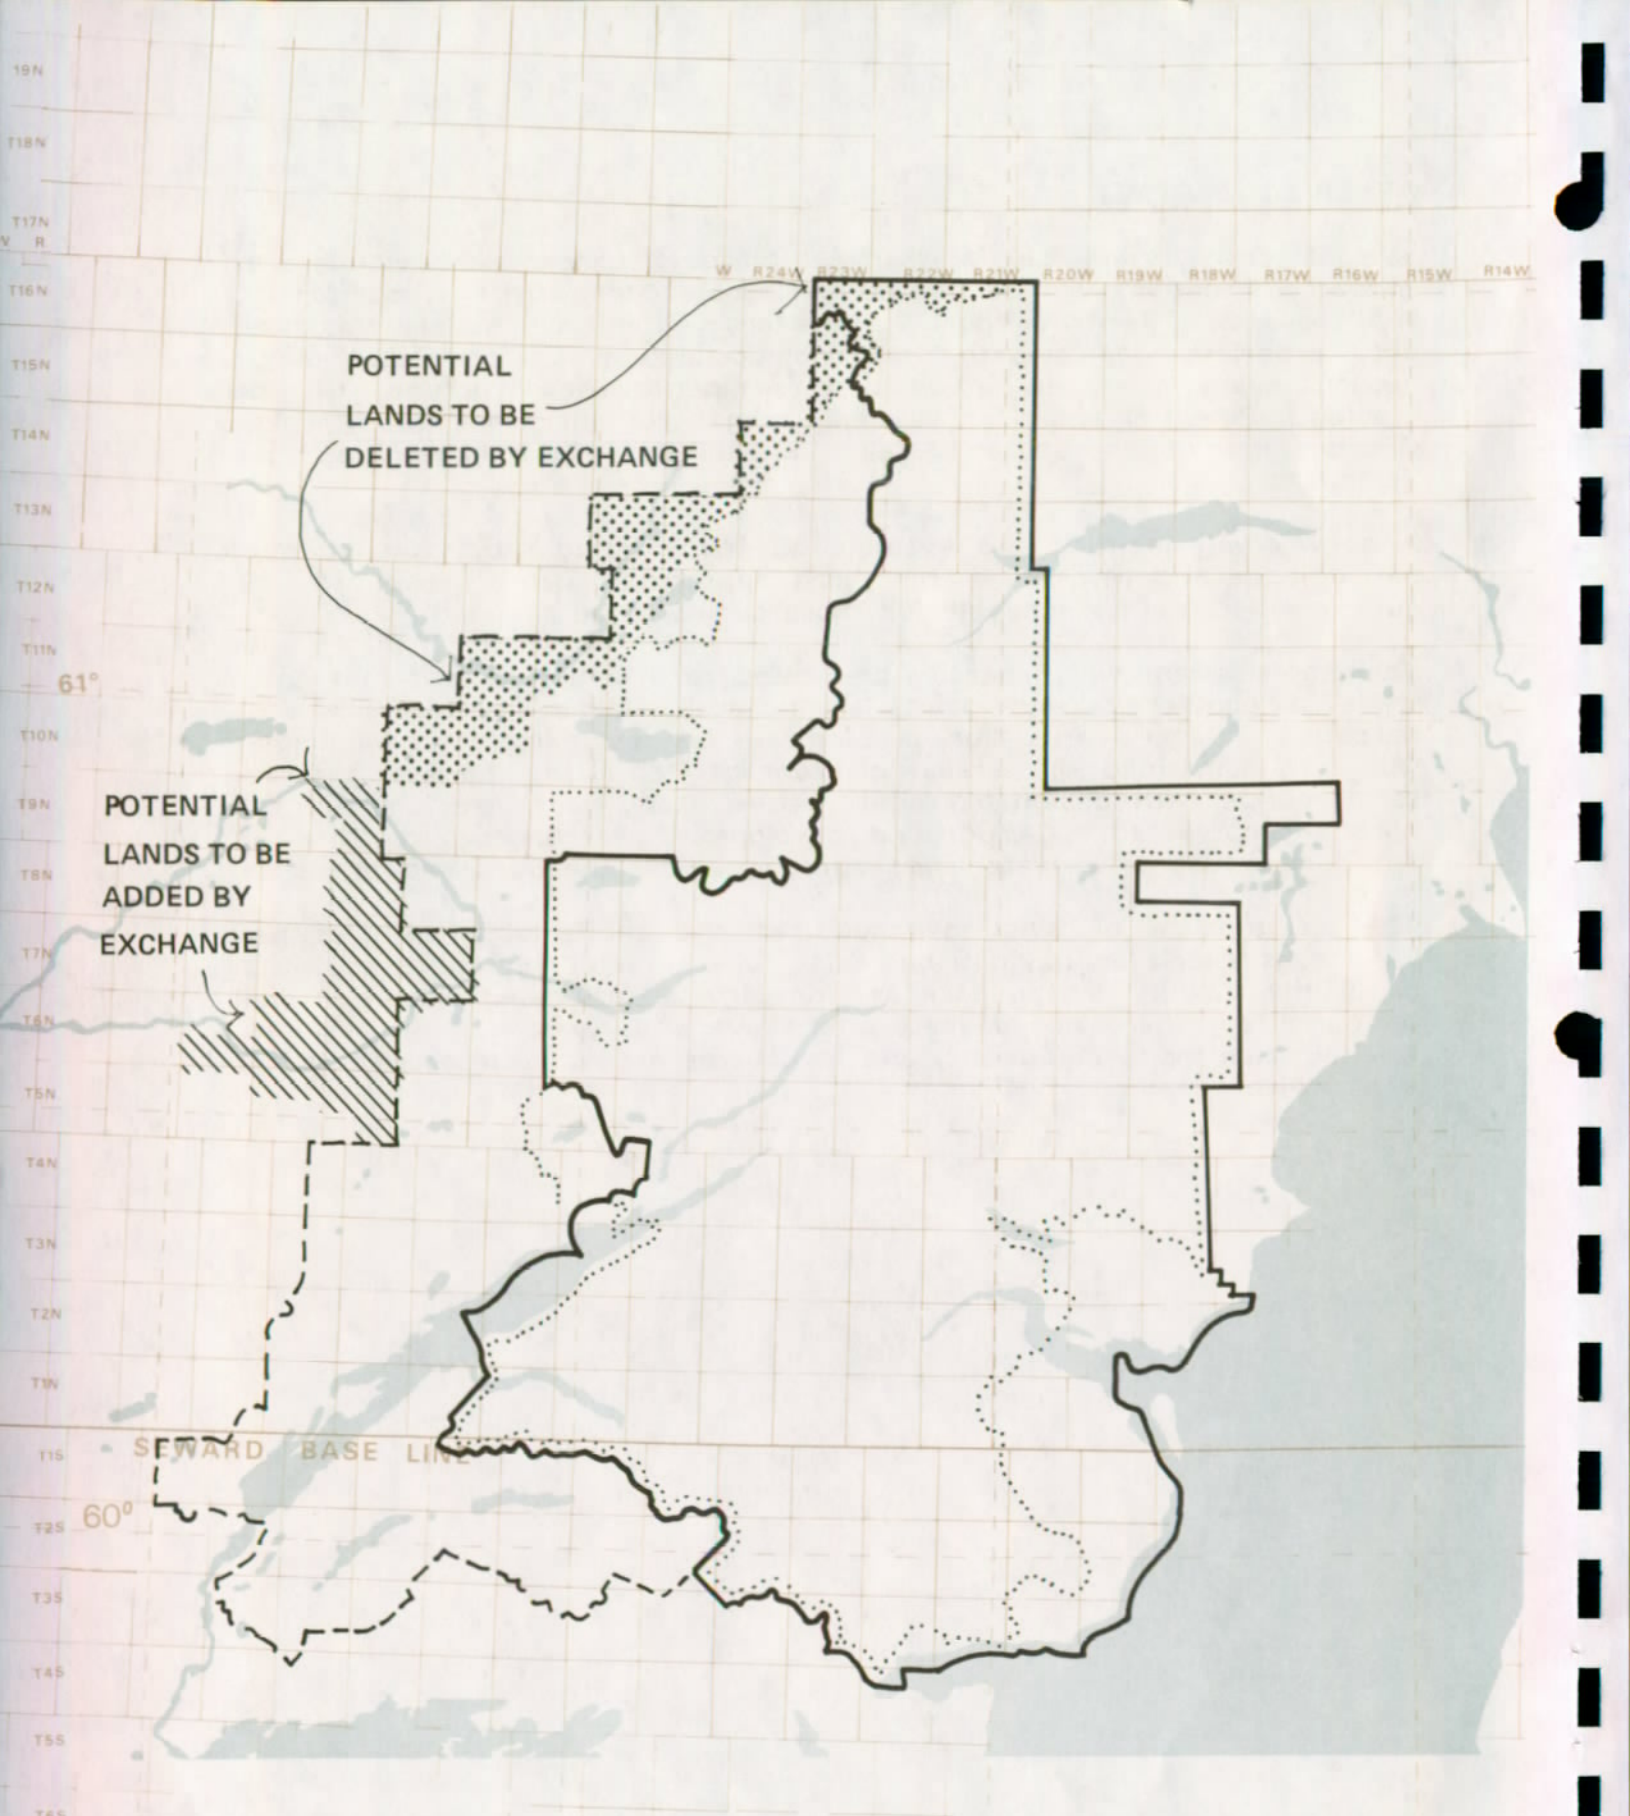 19N
T18N
T17N
R
W R24W R23W R22W R21W R20W R19W R18W R17W R16W R15W R14W
T16N
T15N
POTENTIAL
LANDS TO BE
DELETED BY EXCHANGE
T14N
T13N
T12N
T11N
61°
T10N
T9N
POTENTIAL
LANDS TO BE
ADDED BY
EXCHANGE
T8N
T7N
T6N
T5N
T4N
T3N
T2N
T1N
SEWARD BASE LINE
T1S
60°
T2S
T3S
T4S
T5S